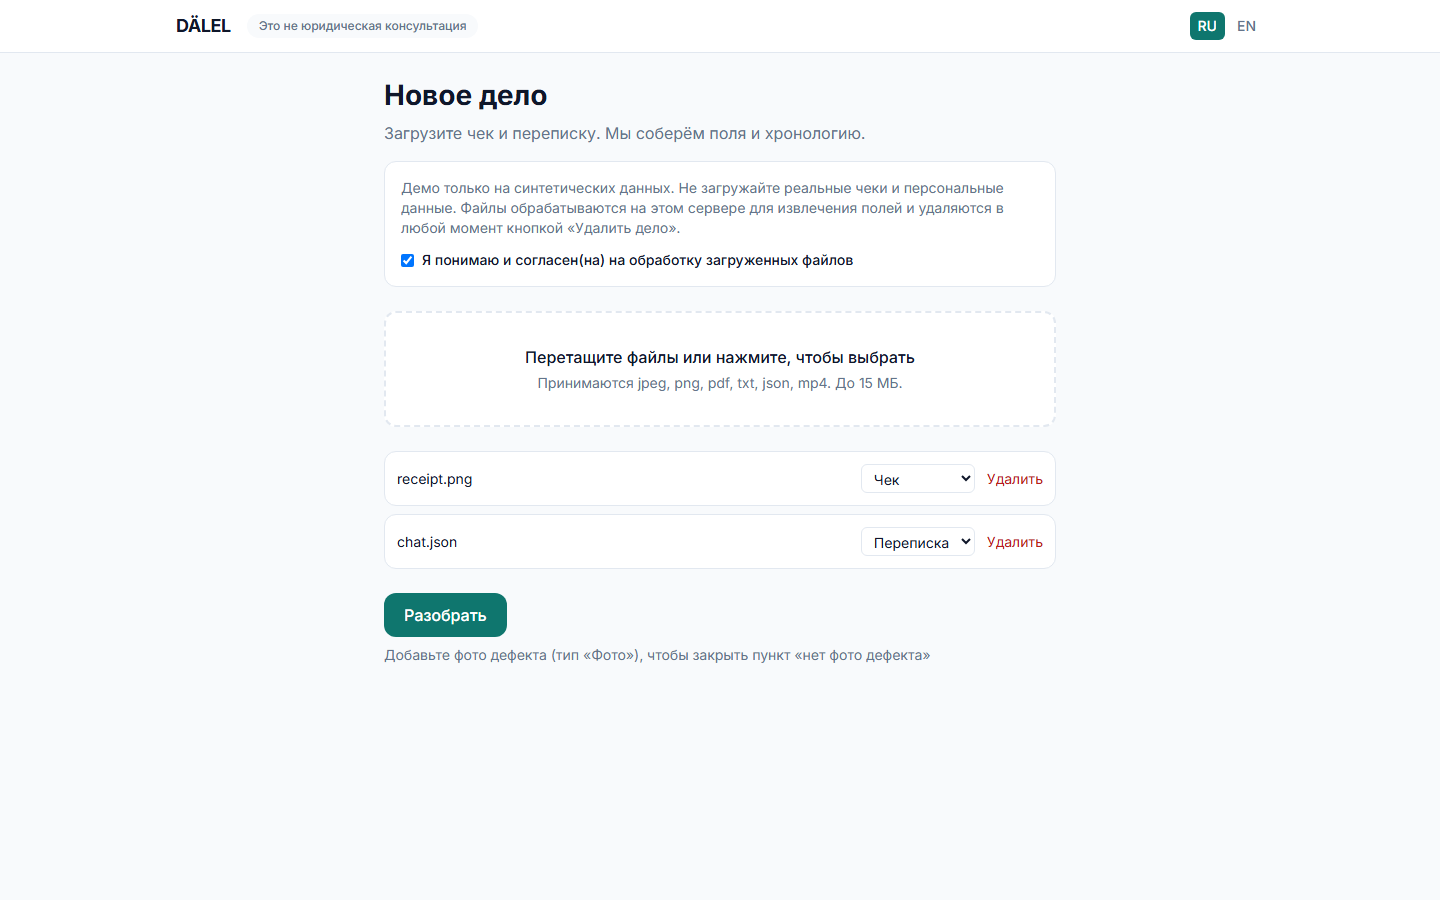 DÄLEL
Это не юридическая консультация
RU
EN
Новое дело
Загрузите чек и переписку. Мы соберём поля и хронологию.
Демо только на синтетических данных. Не загружайте реальные чеки и персональные
данные. Файлы обрабатываются на этом сервере для извлечения полей и удаляются в
любой момент кнопкой «Удалить дело».
Я понимаю и согласен(на) на обработку загруженных файлов
Перетащите файлы или нажмите, чтобы выбрать
Принимаются jpeg, png, pdf, txt, json, mp4. До 15 МБ.
receipt.png
Чек
Удалить
chat.json
Переписка
Удалить
Разобрать
Добавьте фото дефекта (тип «Фото»), чтобы закрыть пункт «нет фото дефекта»